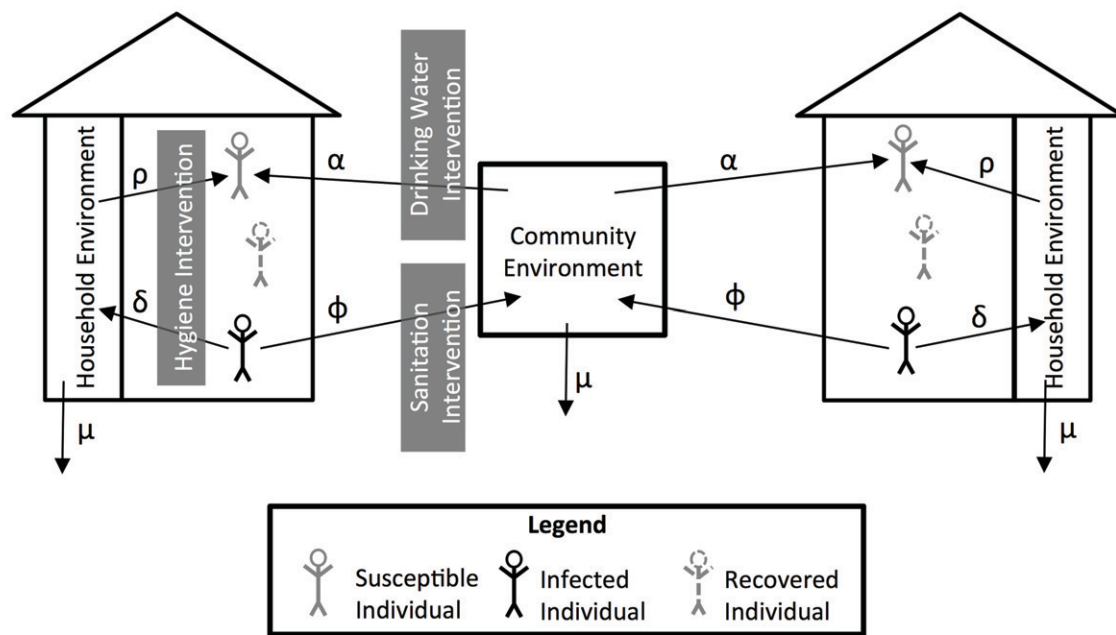 Household Environment
ρ
δ
μ
Hygiene Intervention
α
ϕ
Drinking Water
Intervention
Sanitation
Intervention
Community
Environment
μ
α
ϕ
ρ
δ
Household Environment
μ
Legend
Susceptible
Individual
Infected
Individual
Recovered
Individual